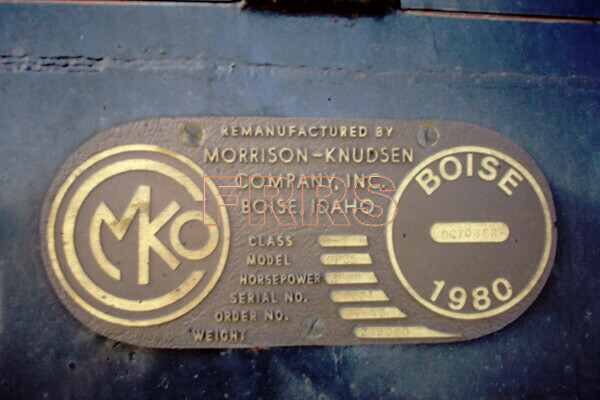 REMANUFACTURED BY
MORRISON-KNUDSEN
COMPANY, INC.
BOISE, IDAHO
FRRS
MKCO
CLASS
MODEL
HORSEPOWER
SERIAL NO.
ORDER NO.
WEIGHT
BOISE
OCTOBER
1980